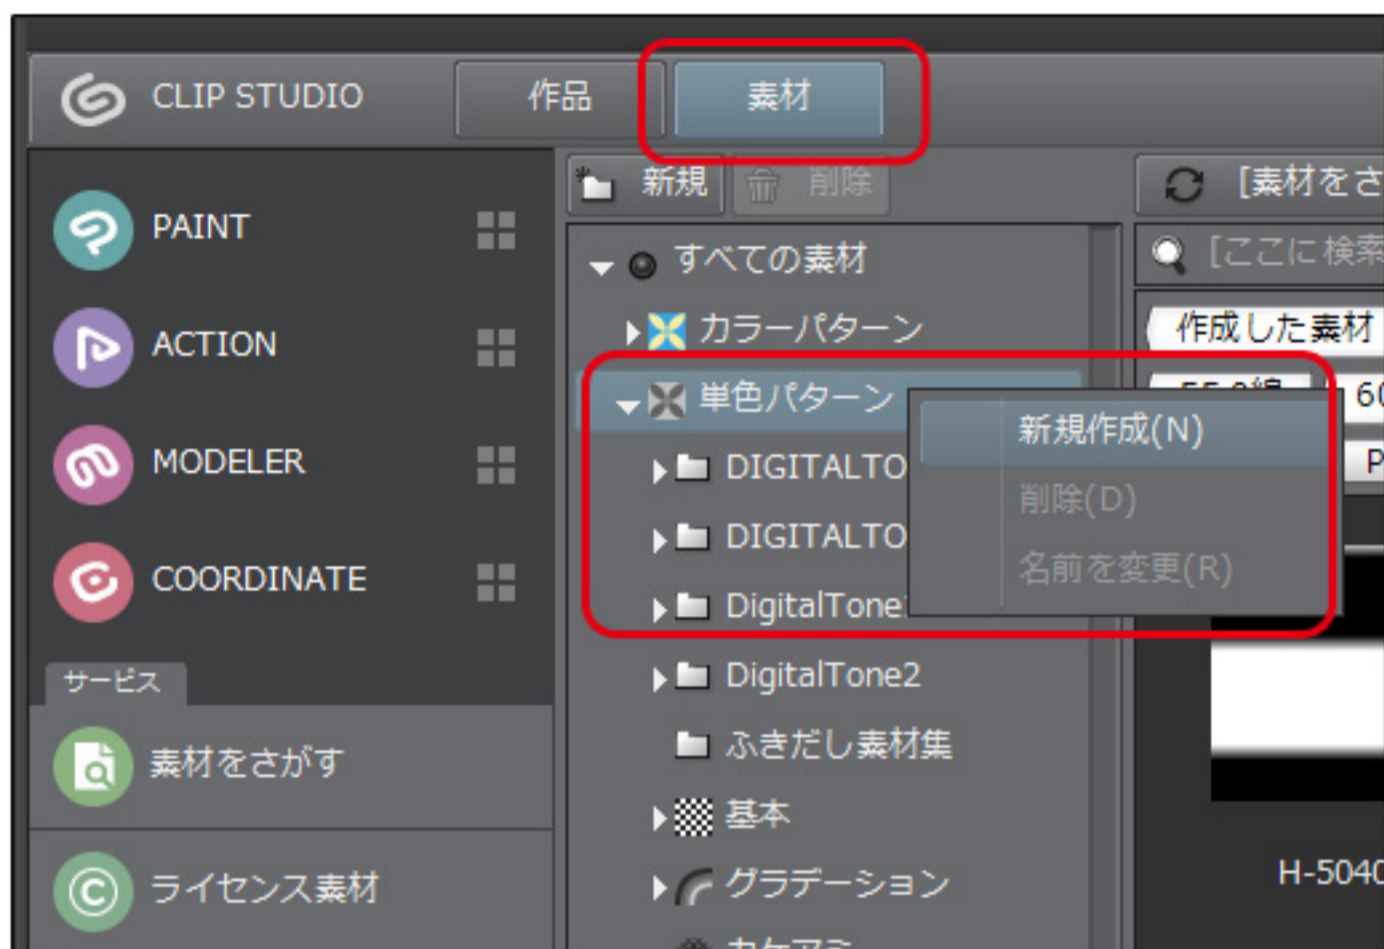 CLIP STUDIO 作品 素材
新規 削除 [素材をさ
PAINT
すべての素材 [ここに検索
カラーパターン 作成した素材
ACTION
単色パターン 60
新規作成(N)
MODELER DIGITALTO P
削除(D)
DIGITALTO
名前を変更(R)
COORDINATE DigitalTone
サービス DigitalTone2
素材をさがす ふきだし素材集
基本
ライセンス素材 グラデーション H-5040